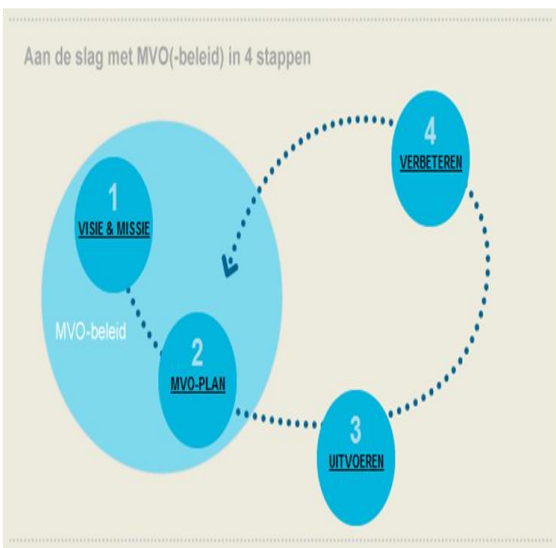 Aan de slag met MVO(-beleid) in 4 stappen
1
VISIE & MISSIE
MVO-beleid
2
MVO-PLAN
3
UITVOEREN
4
VERBETEREN